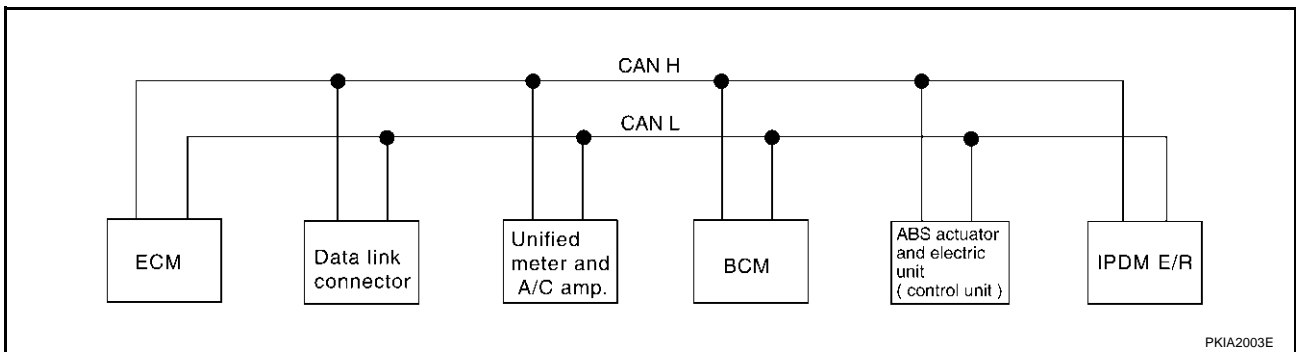 CAN H
CAN L
ECM
Data link
connector
Unified
meter and
A/C amp.
BCM
ABS actuator
and electric
unit
( control unit )
IPDM E/R
PKIA2003E